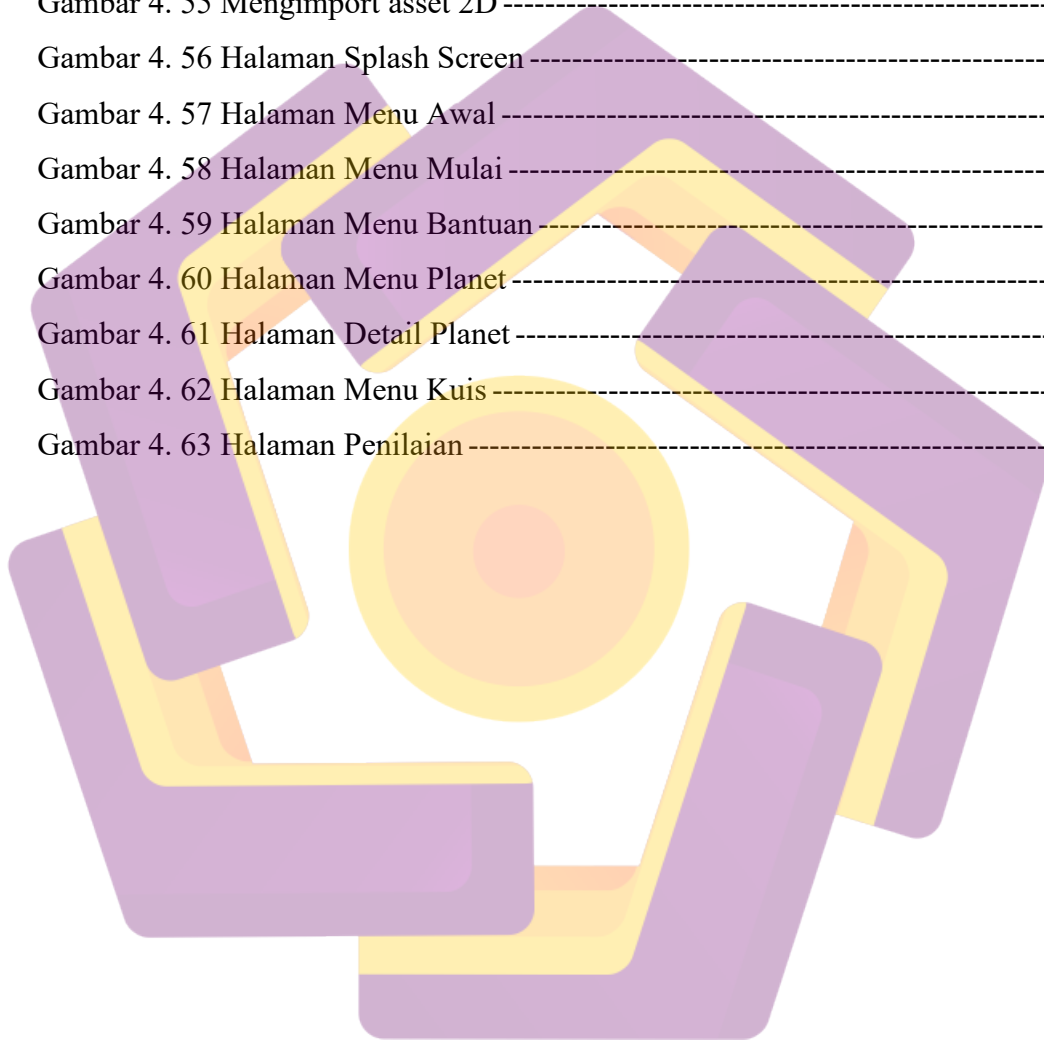 Gambar 4. 55 Mengimport asset 2D --------------------------------------------
Gambar 4. 56 Halaman Splash Screen ------------------------------------------
Gambar 4. 57 Halaman Menu Awal ---------------------------------------------
Gambar 4. 58 Halaman Menu Mulai --------------------------------------------
Gambar 4. 59 Halaman Menu Bantuan -----------------------------------------
Gambar 4. 60 Halaman Menu Planet --------------------------------------------
Gambar 4. 61 Halaman Detail Planet -------------------------------------------
Gambar 4. 62 Halaman Menu Kuis ---------------------------------------------
Gambar 4. 63 Halaman Penilaian -----------------------------------------------